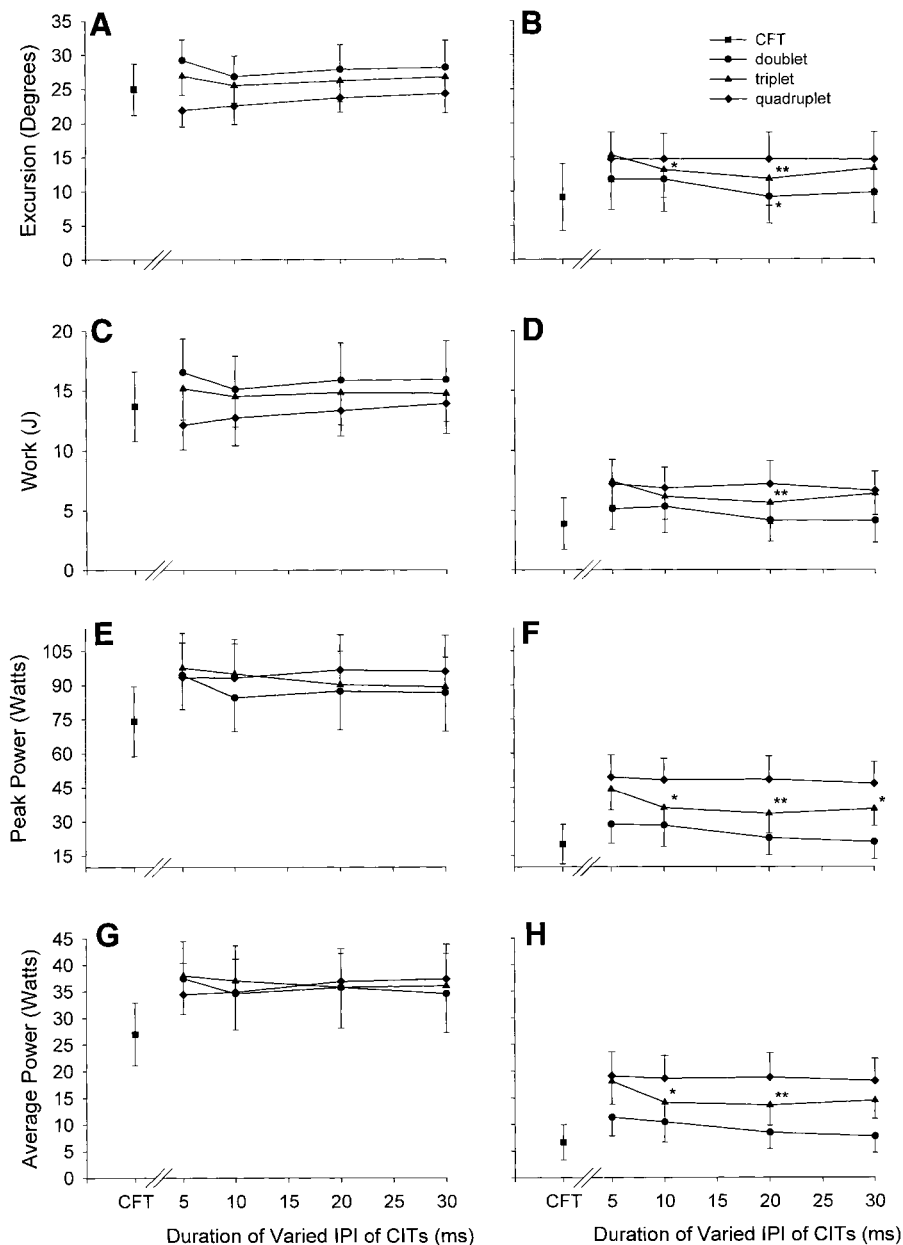 A
35
30
25
20
15
10
5
0
Excursion (Degrees)
B
CFT
doublet
triplet
quadruplet
*
**
*
C
20
15
10
5
0
Work (J)
D
**
E
105
90
75
60
45
30
15
Peak Power (Watts)
F
*
**
*
G
45
40
35
30
25
20
15
10
5
0
Average Power (Watts)
CFT
5
10
15
20
25
30
Duration of Varied IPI of CITs (ms)
H
*
**
CFT
5
10
15
20
25
30
Duration of Varied IPI of CITs (ms)